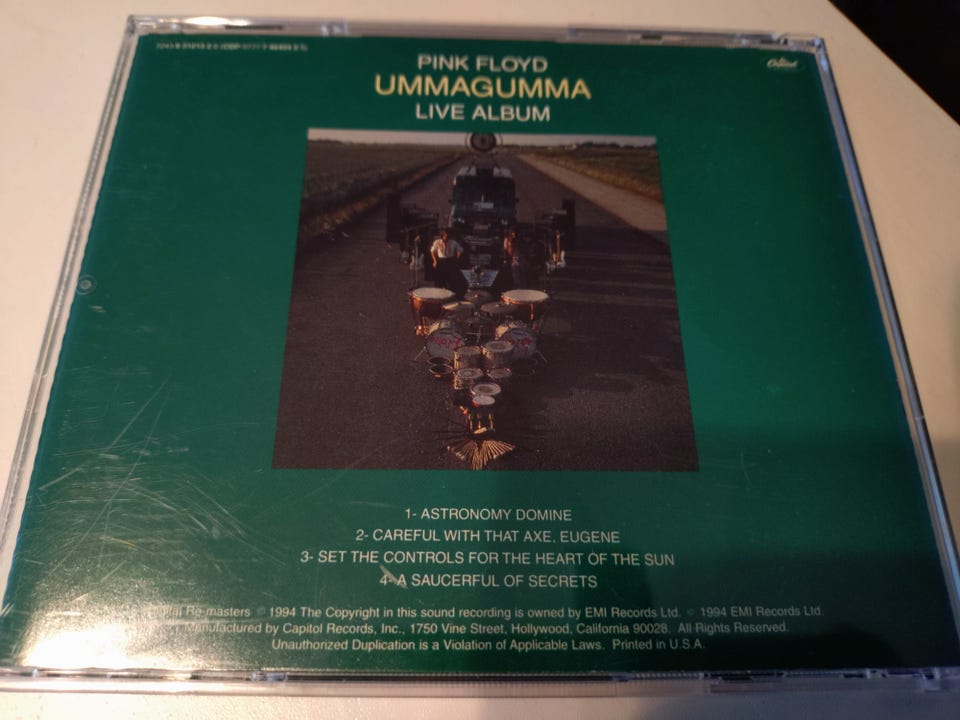 Capitol
PINK FLOYD
UMMAGUMMA
LIVE ALBUM
1- ASTRONOMY DOMINE
2- CAREFUL WITH THAT AXE, EUGENE
3- SET THE CONTROLS FOR THE HEART OF THE SUN
4- A SAUCERFUL OF SECRETS
Re-masters © 1994 The Copyright in this sound recording is owned by EMI Records Ltd. © 1994 EMI Records Ltd.
Manufactured by Capitol Records, Inc., 1750 Vine Street, Hollywood, California 90028. All Rights Reserved.
Unauthorized Duplication is a Violation of Applicable Laws. Printed in U.S.A.